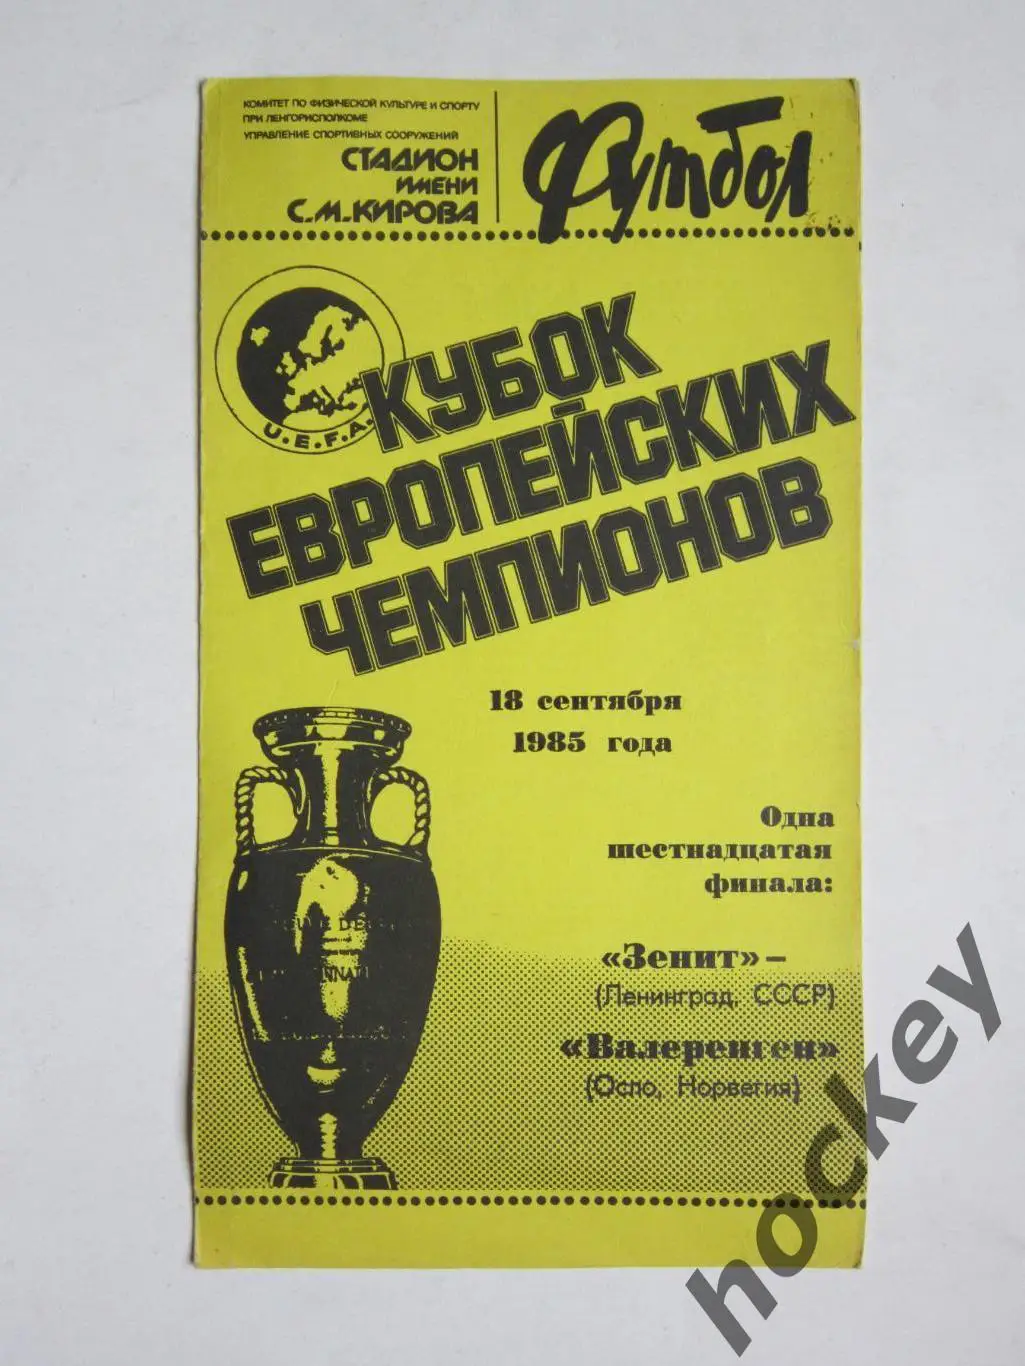 КОМИТЕТ ПО ФИЗИЧЕСКОЙ КУЛЬТУРЕ И СПОРТУ
ПРИ ЛЕНГОРИСПОЛКОМЕ
УПРАВЛЕНИЕ СПОРТИВНЫХ СООРУЖЕНИЙ
СТАДИОН
ИМЕНИ
С.М.КИРОВА
Футбол
U.E.F.A.
КУБОК
ЕВРОПЕЙСКИХ
ЧЕМПИОНОВ
18 сентября
1985 года
Одна
шестнадцатая
финала:
«Зенит» –
(Ленинград, СССР)
«Валеренген»
(Осло, Норвегия)
hockey